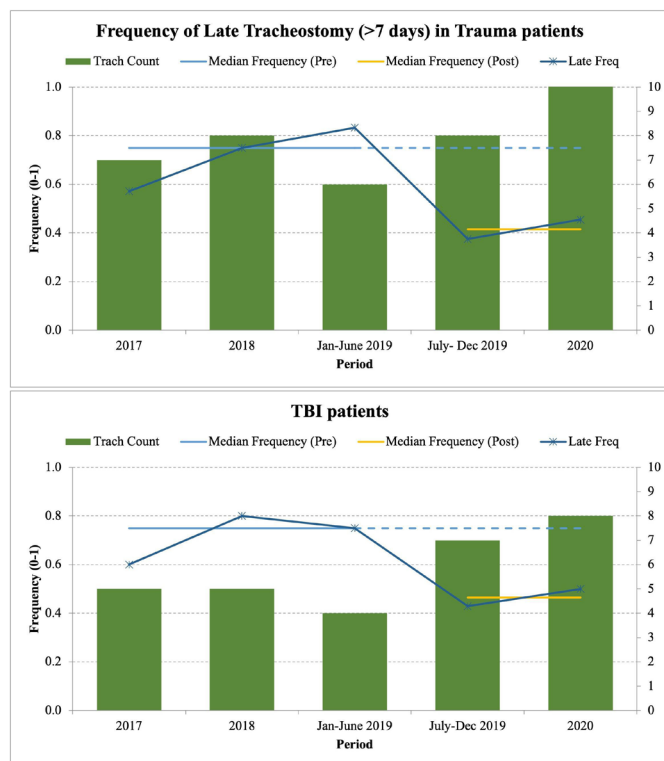 Frequency of Late Tracheostomy (>7 days) in Trauma patients
Trach Count Median Frequency (Pre) Median Frequency (Post) Late Freq
1.0 10
9
0.8 8
7
0.6 6
5
0.4 4
3
0.2 2
1
0.0 0
Frequency (0-1)
2017 2018 Jan-June 2019 July- Dec 2019 2020
Period
TBI patients
Trach Count Median Frequency (Pre) Median Frequency (Post) Late Freq
1.0 10
9
0.8 8
7
0.6 6
5
0.4 4
3
0.2 2
1
0.0 0
Frequency (0-1)
2017 2018 Jan-June 2019 July-Dec 2019 2020
Period